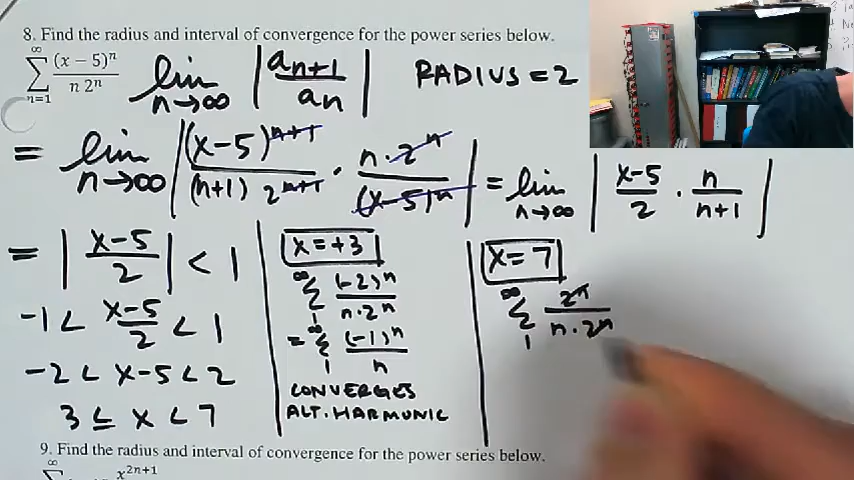 8. Find the radius and interval of convergence for the power series below.
∞ Σ n=1 (x − 5)^n / n 2^n   lim n→∞ | a_{n+1} / a_n |   RADIUS = 2
= lim n→∞ | (x−5)^{n+1} / (n+1) 2^{n+1} · n·2^n / (x−5)^n | = lim n→∞ | x−5 / 2 · n / n+1 |
= | x−5 / 2 | < 1
−1 < x−5 / 2 < 1
−2 < x−5 < 2
3 ≤ x < 7
x = +3
∞ Σ 1 (−2)^n / n·2^n
= ∞ Σ 1 (−1)^n / n
CONVERGES
ALT. HARMONIC
x = 7
∞ Σ 1 2^n / n·2^n
9. Find the radius and interval of convergence for the power series below.
∞ Σ x^{2n+1}